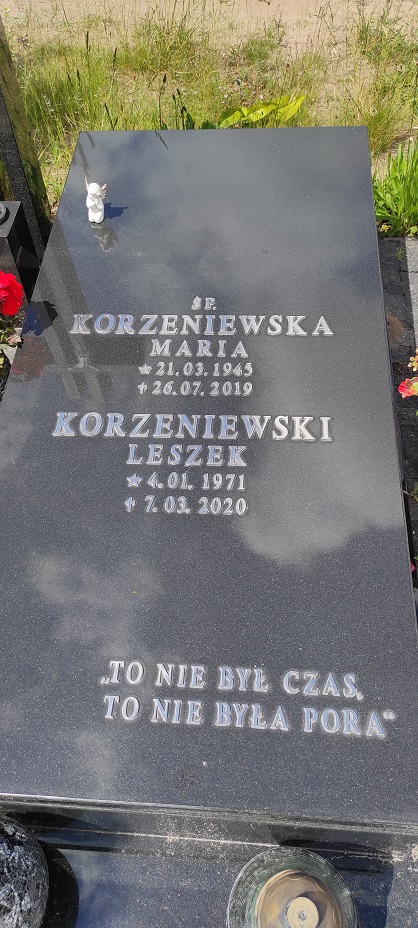 ŚP.
KORZENIEWSKA
MARIA
★ 21.03.1945
✝ 26.07.2019
KORZENIEWSKI
LESZEK
★ 4.01.1971
✝ 7.03.2020
„TO NIE BYŁ CZAS,
TO NIE BYŁA PORA“